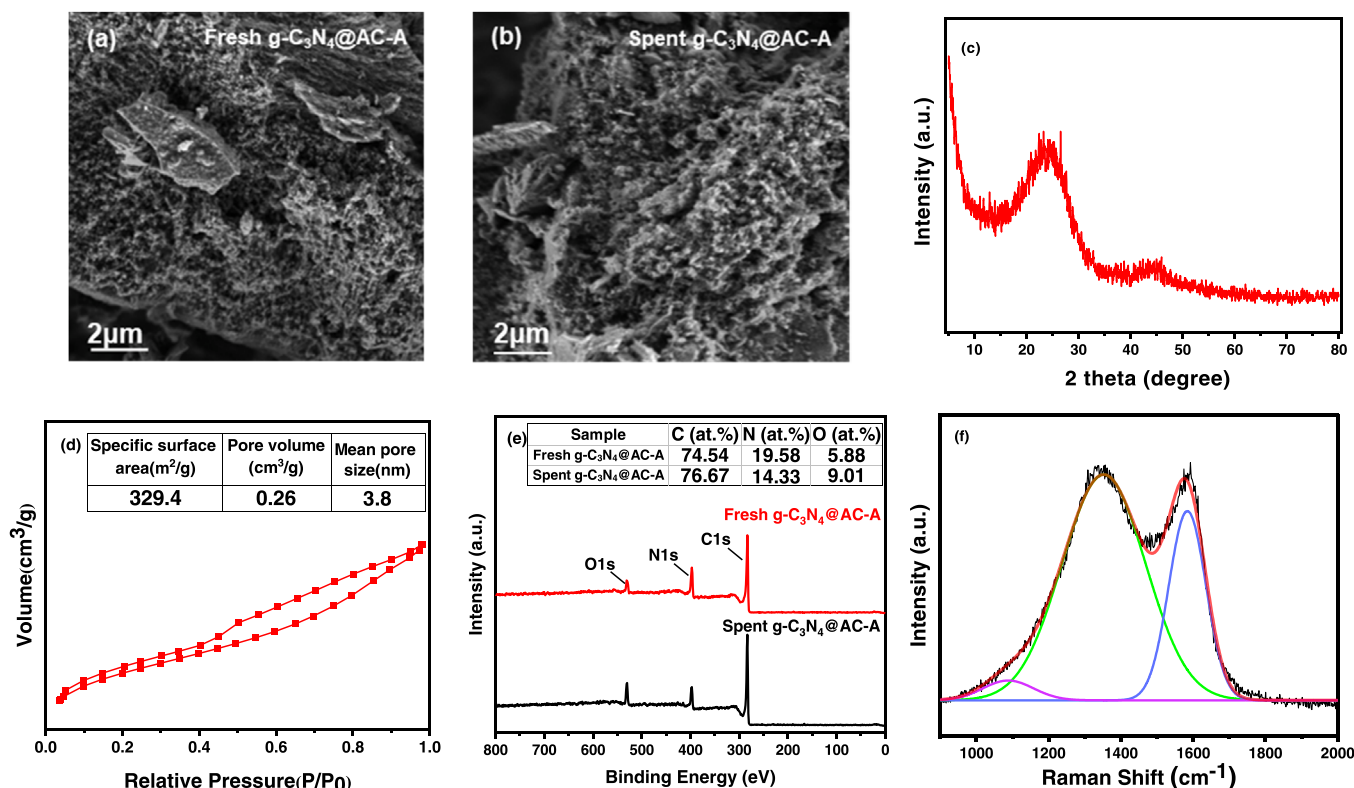 (a)
Fresh g-C₃N₄@AC-A
2μm
(b)
Spent g-C₃N₄@AC-A
2μm
(c)
Intensity (a.u.)
10 20 30 40 50 60 70 80
2 theta (degree)
(d)
Specific surface area(m²/g) Pore volume (cm³/g) Mean pore size(nm)
329.4 0.26 3.8
Volume(cm³/g)
0.0 0.2 0.4 0.6 0.8 1.0
Relative Pressure(P/P0)
(e)
Sample C (at.%) N (at.%) O (at.%)
Fresh g-C₃N₄@AC-A 74.54 19.58 5.88
Spent g-C₃N₄@AC-A 76.67 14.33 9.01
Fresh g-C₃N₄@AC-A
C1s
N1s
O1s
Spent g-C₃N₄@AC-A
Intensity (a.u.)
800 700 600 500 400 300 200 100 0
Binding Energy (eV)
(f)
Intensity (a.u.)
1000 1200 1400 1600 1800 2000
Raman Shift (cm⁻¹)